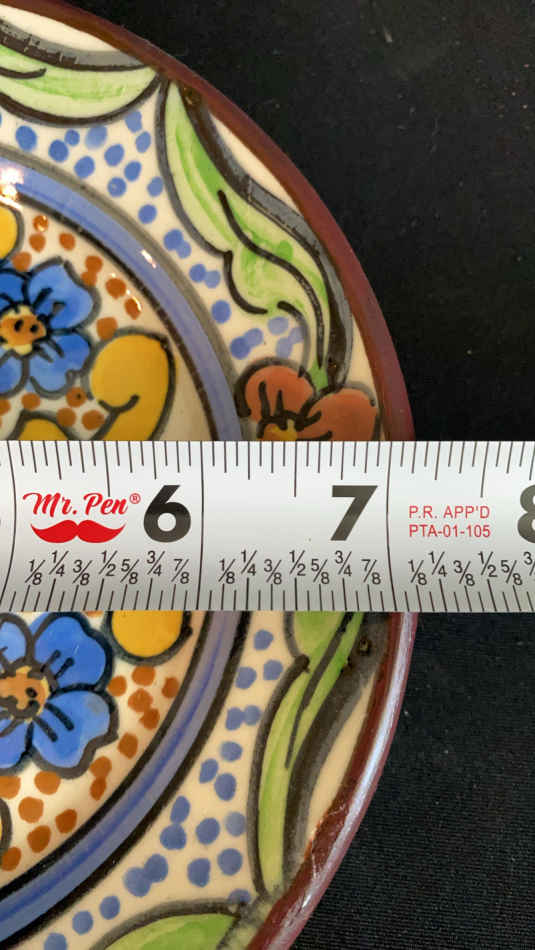 Mr. Pen®
6
7
8
P.R. APP'D
PTA-01-105
1/8 1/4 3/8 1/2 5/8 3/4 7/8 1/8 1/4 3/8 1/2 5/8 3/4 7/8 1/8 1/4 3/8 1/2 5/8